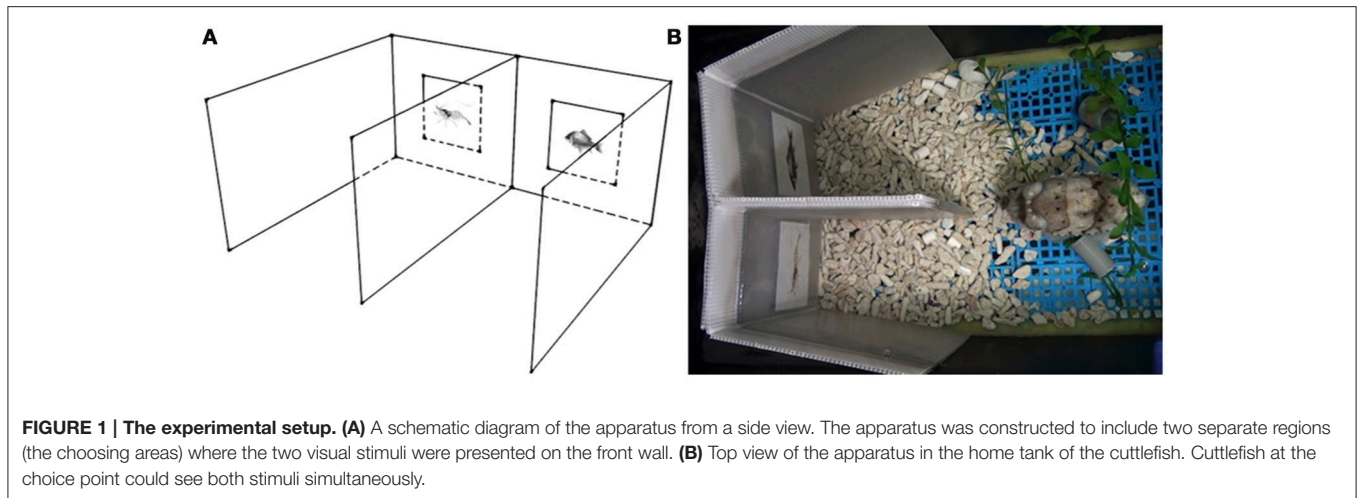 A
B
FIGURE 1 | The experimental setup. (A) A schematic diagram of the apparatus from a side view. The apparatus was constructed to include two separate regions
(the choosing areas) where the two visual stimuli were presented on the front wall. (B) Top view of the apparatus in the home tank of the cuttlefish. Cuttlefish at the
choice point could see both stimuli simultaneously.